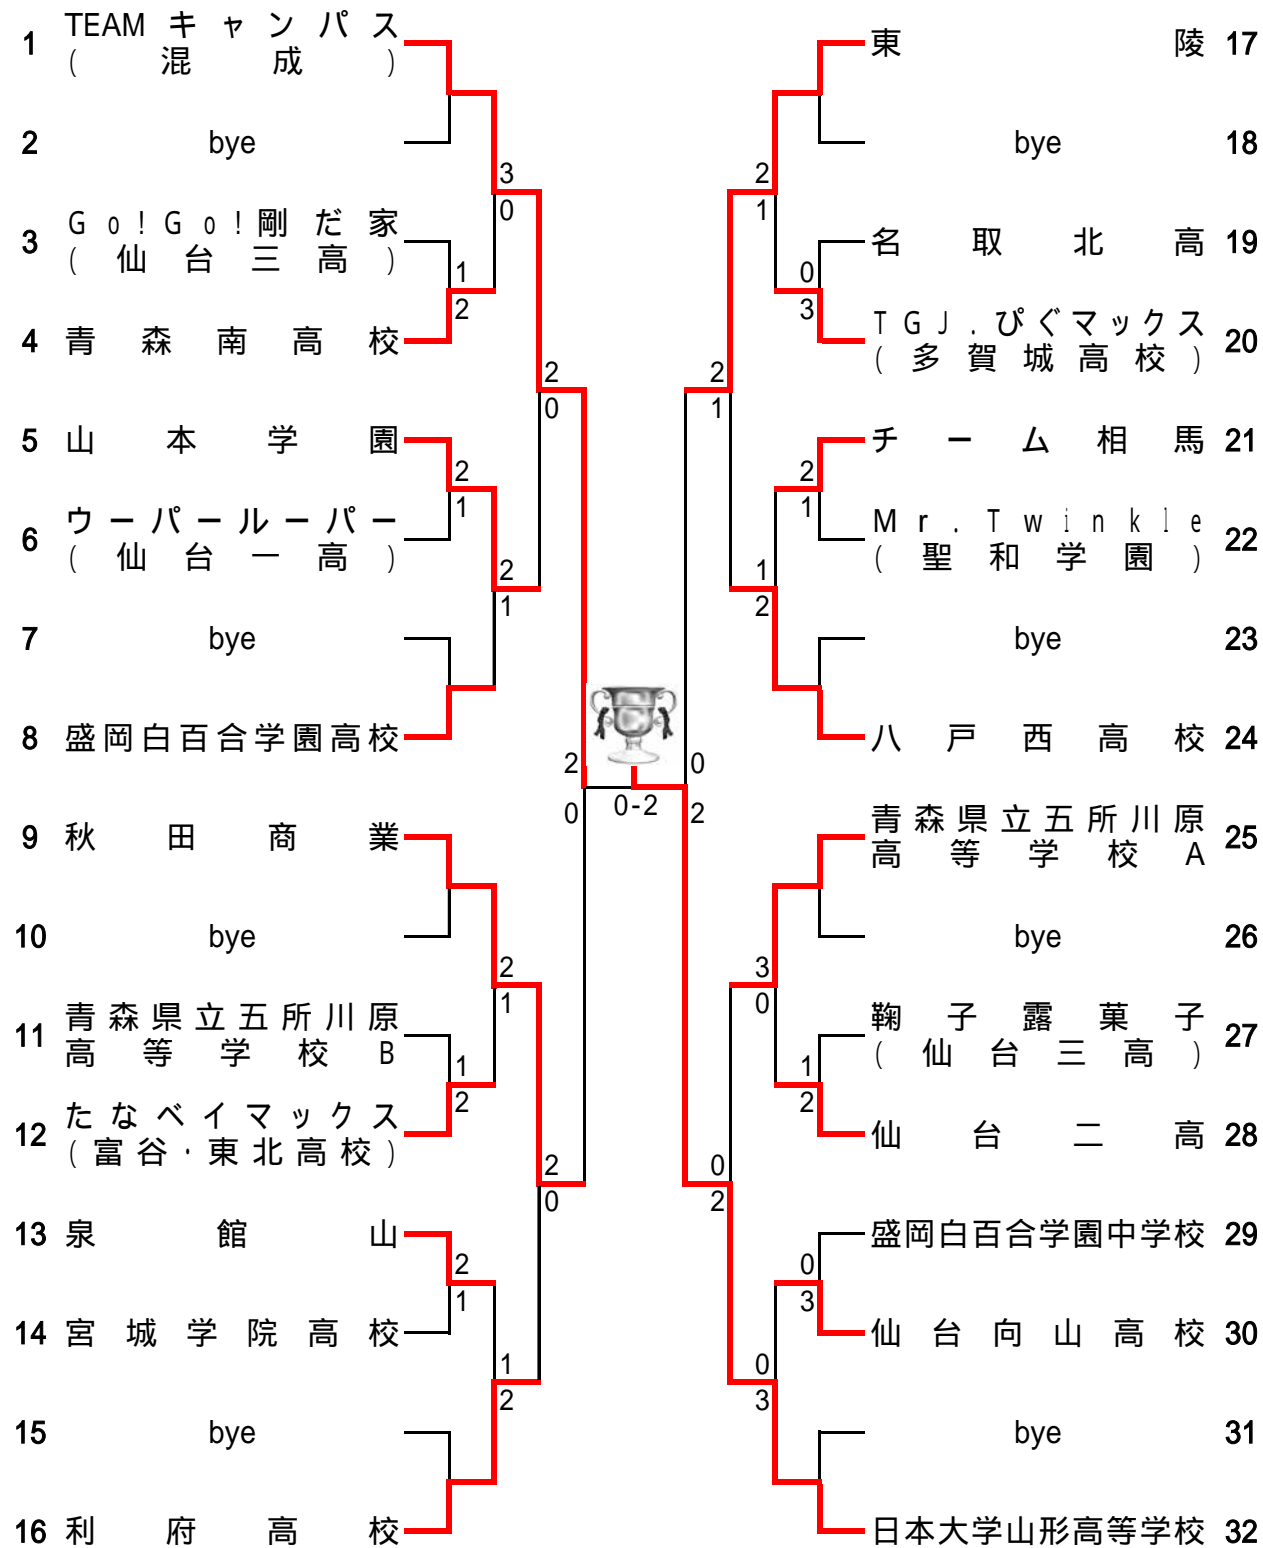 1 TEAMキャンパス
(混成)
2 bye
3 Go!Go!剛だ家
(仙台三高)
4 青森南高校
5 山本学園
6 ウーパールーパー
(仙台一高)
7 bye
8 盛岡白百合学園高校
9 秋田商業
10 bye
11 青森県立五所川原
高等学校B
12 たなベイマックス
(富谷・東北高校)
13 泉館山
14 宮城学院高校
15 bye
16 利府高校
3
0
1
2
2
0
2
1
2
1
2
0
2
1
1
2
2
0
2
1
1
2
0-2
東陵 17
bye 18
名取北高 19
TGJ.ぴぐマックス
(多賀城高校) 20
チーム相馬 21
Mr.Twinkle
(聖和学園) 22
bye 23
八戸西高校 24
青森県立五所川原
高等学校A 25
bye 26
鞠子露菓子
(仙台三高) 27
仙台二高 28
盛岡白百合学園中学校 29
仙台向山高校 30
bye 31
日本大学山形高等学校 32
2
1
0
3
2
1
2
1
1
2
0
2
3
0
1
2
0
2
0
3
0
3